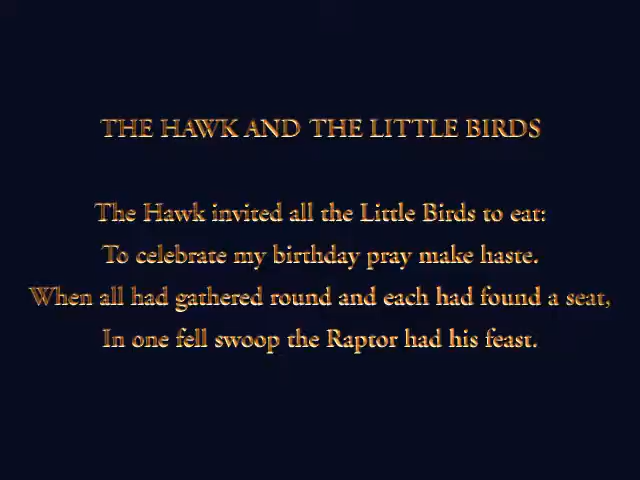 THE HAWK AND THE LITTLE BIRDS
The Hawk invited all the Little Birds to eat:
To celebrate my birthday pray make haste.
When all had gathered round and each had found a seat,
In one fell swoop the Raptor had his feast.